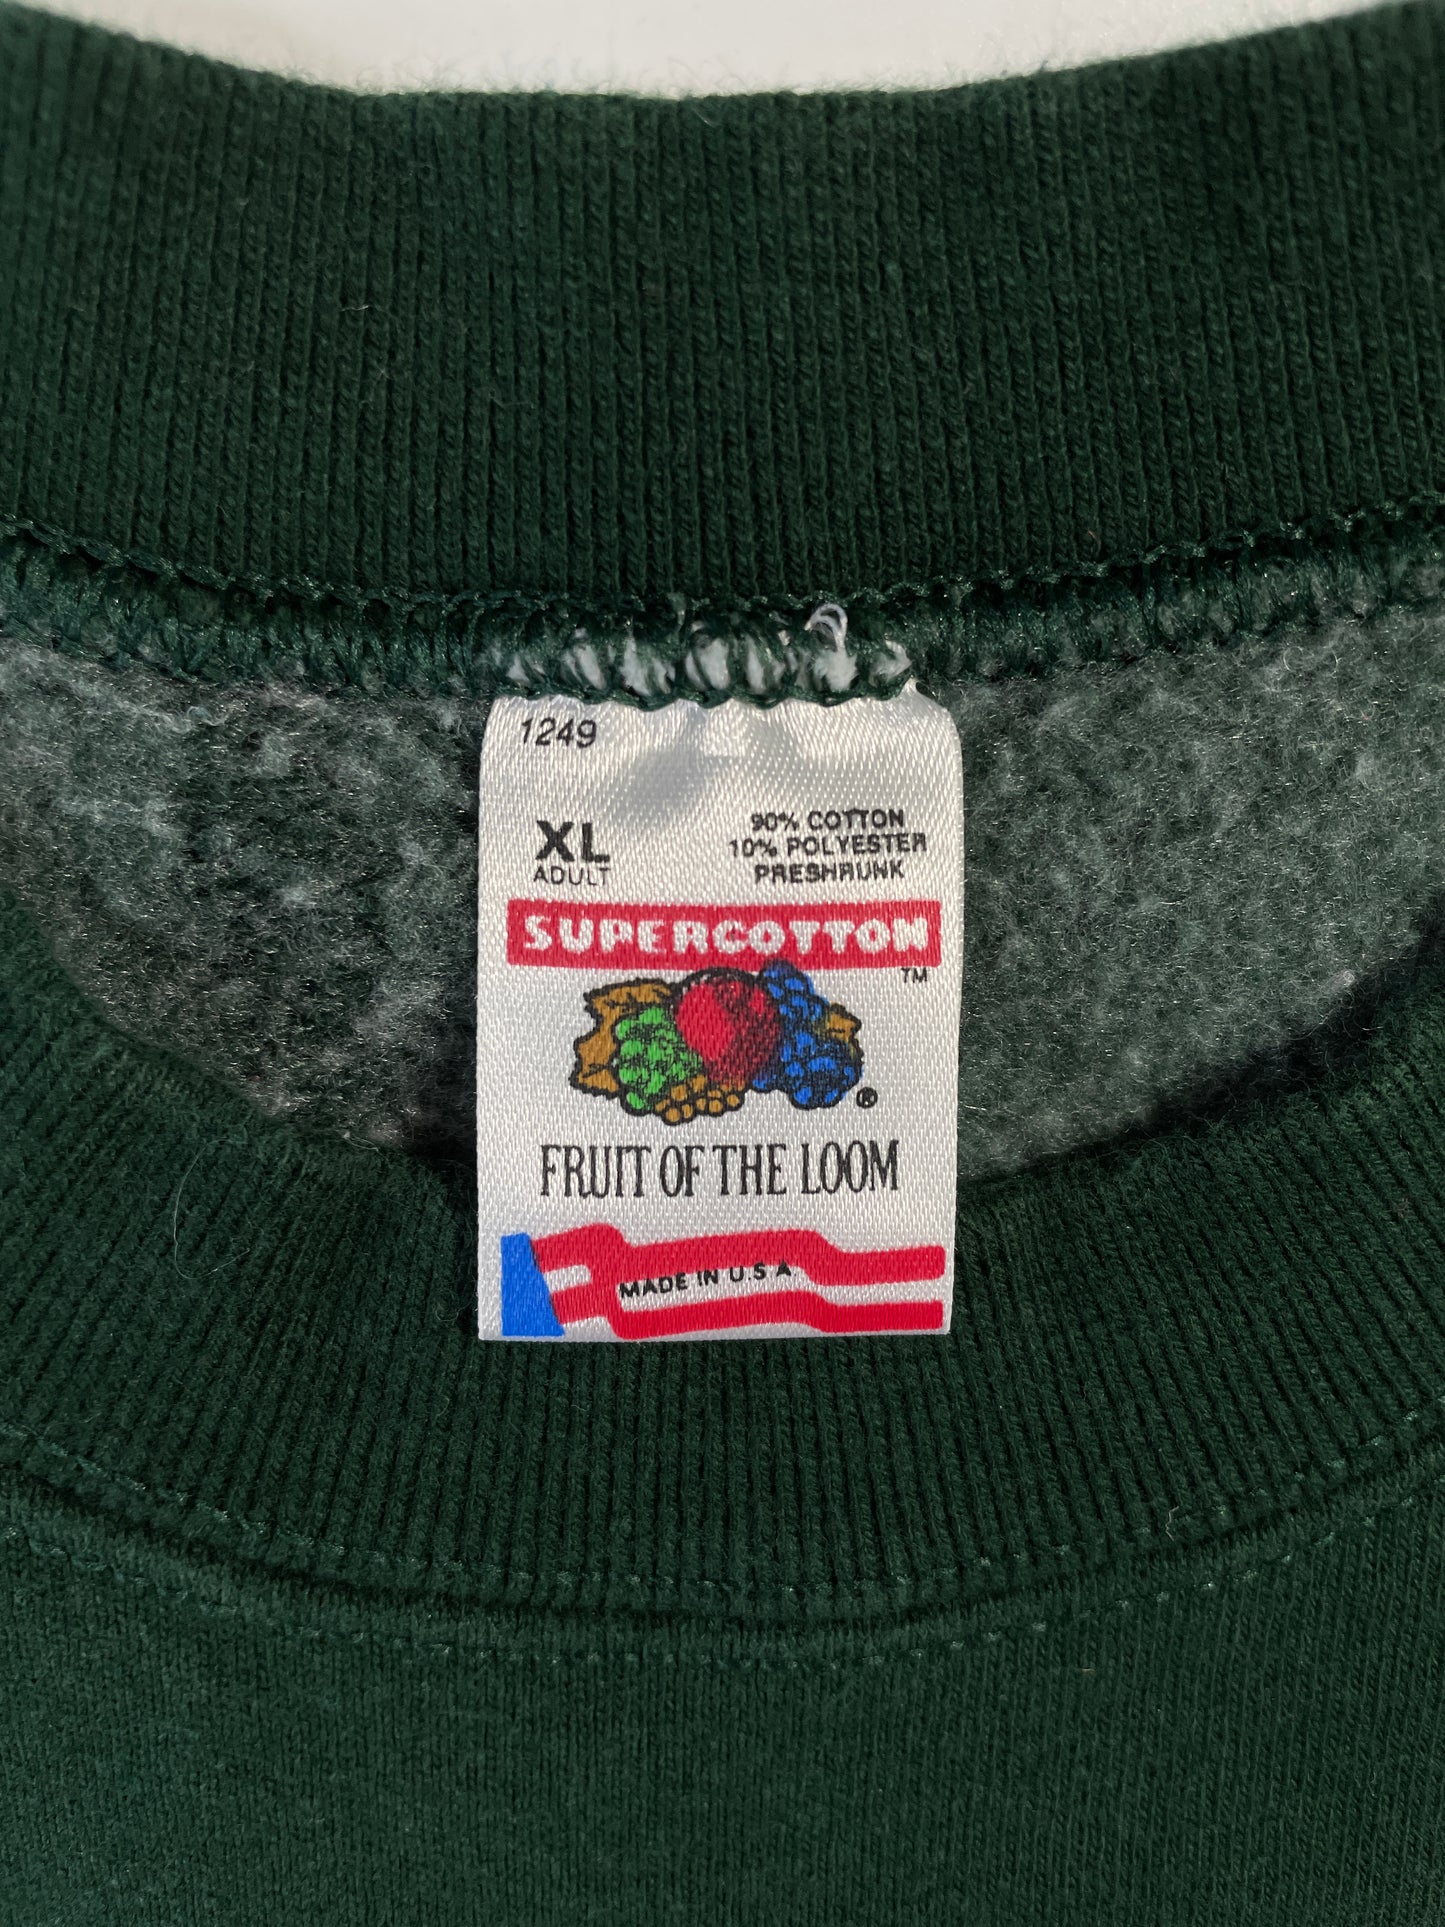 1249
XL
ADULT
90% COTTON
10% POLYESTER
PRESHRUNK
SUPERCOTTON
TM
®
FRUIT OF THE LOOM
MADE IN U.S.A.